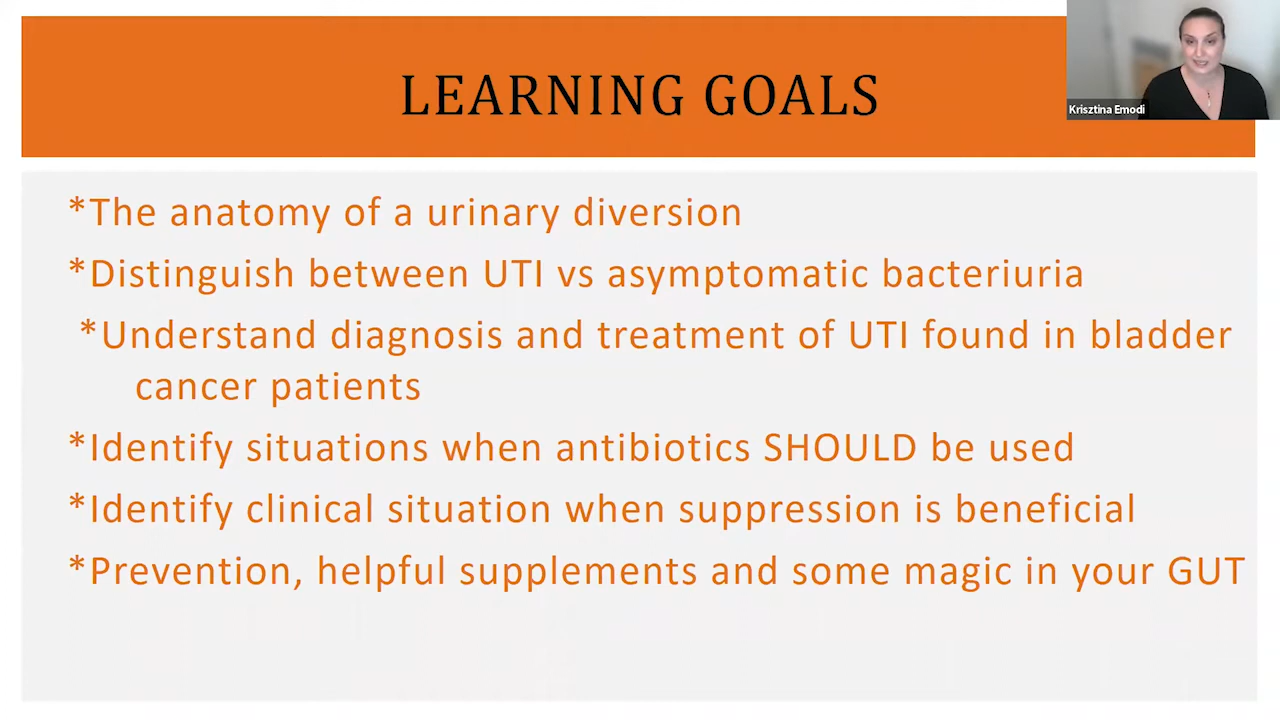 LEARNING GOALS
Krisztina Emodi
*The anatomy of a urinary diversion
*Distinguish between UTI vs asymptomatic bacteriuria
*Understand diagnosis and treatment of UTI found in bladder
cancer patients
*Identify situations when antibiotics SHOULD be used
*Identify clinical situation when suppression is beneficial
*Prevention, helpful supplements and some magic in your GUT